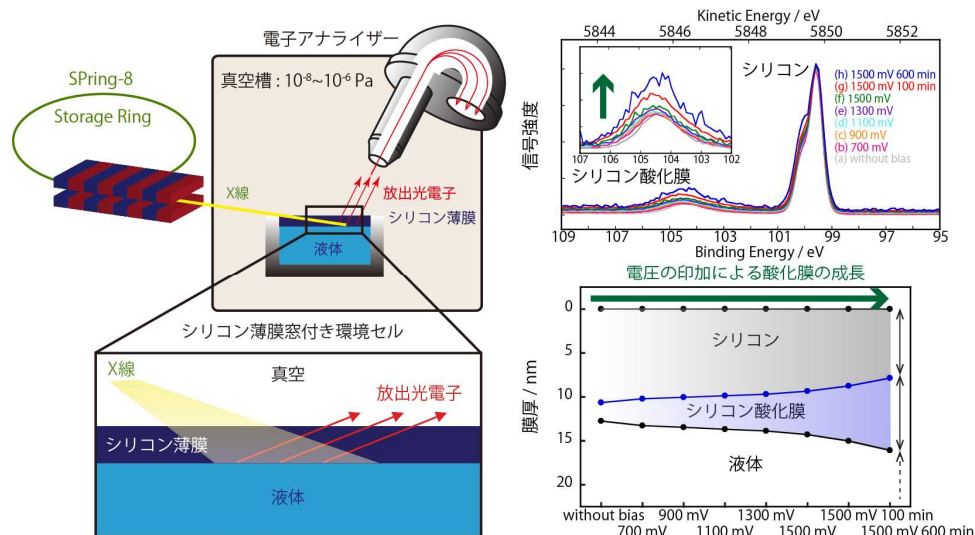 電子アナライザー
真空槽 : 10⁻⁸~10⁻⁶ Pa
SPring-8
Storage Ring
X線
放出光電子
シリコン薄膜
液体
シリコン薄膜窓付き環境セル
X線
真空
放出光電子
シリコン薄膜
液体
Kinetic Energy / eV
5844 5846 5848 5850 5852
シリコン
(h) 1500 mV 600 min
(g) 1500 mV 100 min
(f) 1500 mV
(e) 1300 mV
(d) 1100 mV
(c) 900 mV
(b) 700 mV
(a) without bias
107 106 105 104 103 102
シリコン酸化膜
信号強度
109 107 105 103 101 99 97 95
Binding Energy / eV
電圧の印加による酸化膜の成長
0
5
10
15
20
膜厚 / nm
シリコン
シリコン酸化膜
液体
without bias 900 mV 1300 mV 1500 mV 100 min
700 mV 1100 mV 1500 mV 1500 mV 600 min